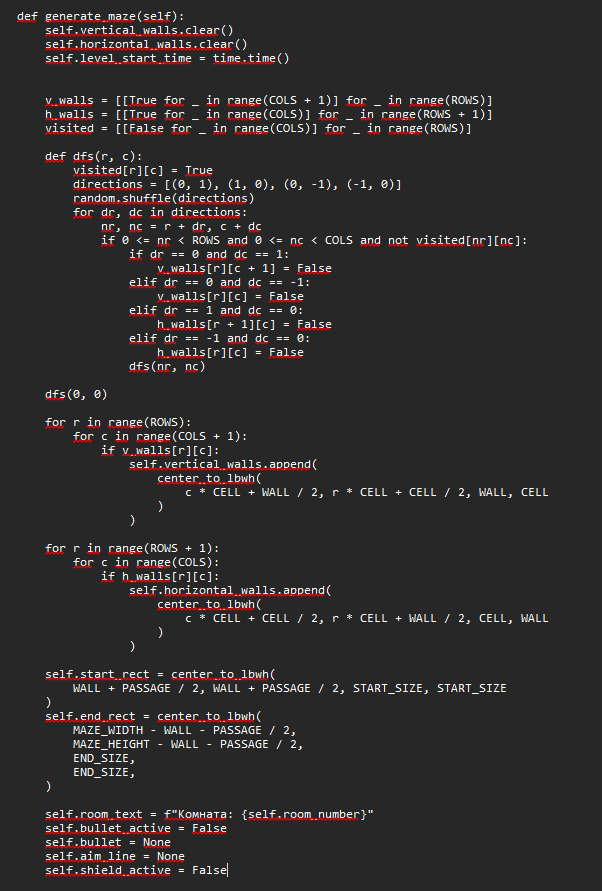 def generate_maze(self):
    self.vertical_walls.clear()
    self.horizontal_walls.clear()
    self.level_start_time = time.time()


    v_walls = [[True for _ in range(COLS + 1)] for _ in range(ROWS)]
    h_walls = [[True for _ in range(COLS)] for _ in range(ROWS + 1)]
    visited = [[False for _ in range(COLS)] for _ in range(ROWS)]

    def dfs(r, c):
        visited[r][c] = True
        directions = [(0, 1), (1, 0), (0, -1), (-1, 0)]
        random.shuffle(directions)
        for dr, dc in directions:
            nr, nc = r + dr, c + dc
            if 0 <= nr < ROWS and 0 <= nc < COLS and not visited[nr][nc]:
                if dr == 0 and dc == 1:
                    v_walls[r][c + 1] = False
                elif dr == 0 and dc == -1:
                    v_walls[r][c] = False
                elif dr == 1 and dc == 0:
                    h_walls[r + 1][c] = False
                elif dr == -1 and dc == 0:
                    h_walls[r][c] = False
                dfs(nr, nc)

    dfs(0, 0)

    for r in range(ROWS):
        for c in range(COLS + 1):
            if v_walls[r][c]:
                self.vertical_walls.append(
                    center_to_lbwh(
                        c * CELL + WALL / 2, r * CELL + CELL / 2, WALL, CELL
                    )
                )

    for r in range(ROWS + 1):
        for c in range(COLS):
            if h_walls[r][c]:
                self.horizontal_walls.append(
                    center_to_lbwh(
                        c * CELL + CELL / 2, r * CELL + WALL / 2, CELL, WALL
                    )
                )

    self.start_rect = center_to_lbwh(
        WALL + PASSAGE / 2, WALL + PASSAGE / 2, START_SIZE, START_SIZE
    )
    self.end_rect = center_to_lbwh(
        MAZE_WIDTH - WALL - PASSAGE / 2,
        MAZE_HEIGHT - WALL - PASSAGE / 2,
        END_SIZE,
        END_SIZE,
    )

    self.room_text = f"Комната: {self.room_number}"
    self.bullet_active = False
    self.bullet = None
    self.aim_line = None
    self.shield_active = False